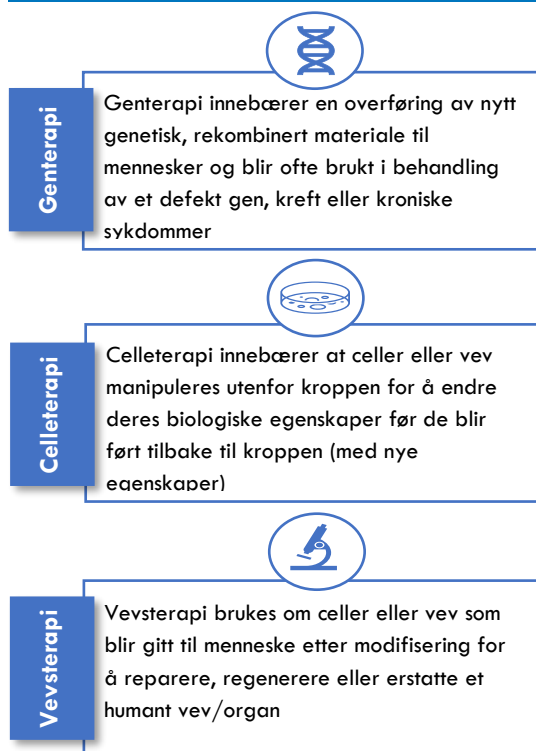 Genterapi
Genterapi innebærer en overføring av nytt
genetisk, rekombinert materiale til
mennesker og blir ofte brukt i behandling
av et defekt gen, kreft eller kroniske
sykdommer
Celleterapi
Celleterapi innebærer at celler eller vev
manipuleres utenfor kroppen for å endre
deres biologiske egenskaper før de blir
ført tilbake til kroppen (med nye
egenskaper)
Vevsterapi
Vevsterapi brukes om celler eller vev som
blir gitt til menneske etter modifisering for
å reparere, regenerere eller erstatte et
humant vev/organ